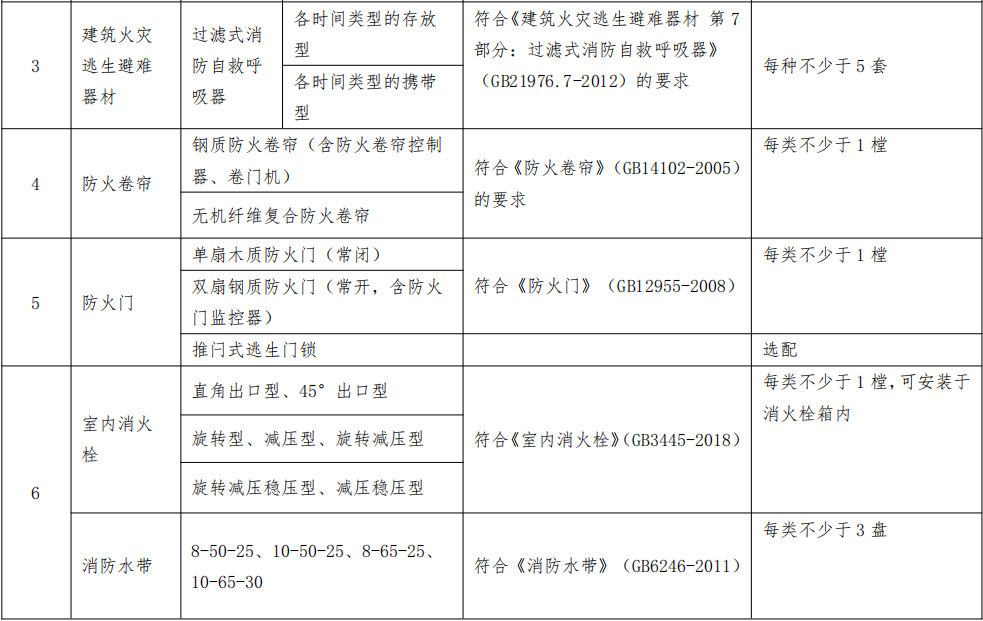 3
建筑火灾
逃生避难
器材
过滤式消
防自救呼
吸器
各时间类型的存放
型
各时间类型的携带
型
符合《建筑火灾逃生避难器材 第 7
部分：过滤式消防自救呼吸器》
（GB21976.7-2012）的要求
每种不少于 5 套
4
防火卷帘
钢质防火卷帘（含防火卷帘控制
器、卷门机）
无机纤维复合防火卷帘
符合《防火卷帘》（GB14102-2005）
的要求
每类不少于 1 樘
5
防火门
单扇木质防火门（常闭）
双扇钢质防火门（常开，含防火
门监控器）
推闩式逃生门锁
符合《防火门》（GB12955-2008）
每类不少于 1 樘
选配
6
室内消火
栓
直角出口型、45° 出口型
旋转型、减压型、旋转减压型
旋转减压稳压型、减压稳压型
符合《室内消火栓》（GB3445-2018）
每类不少于 1 樘，可安装于
消火栓箱内
消防水带
8-50-25、10-50-25、8-65-25、
10-65-30
符合《消防水带》（GB6246-2011）
每类不少于 3 盘